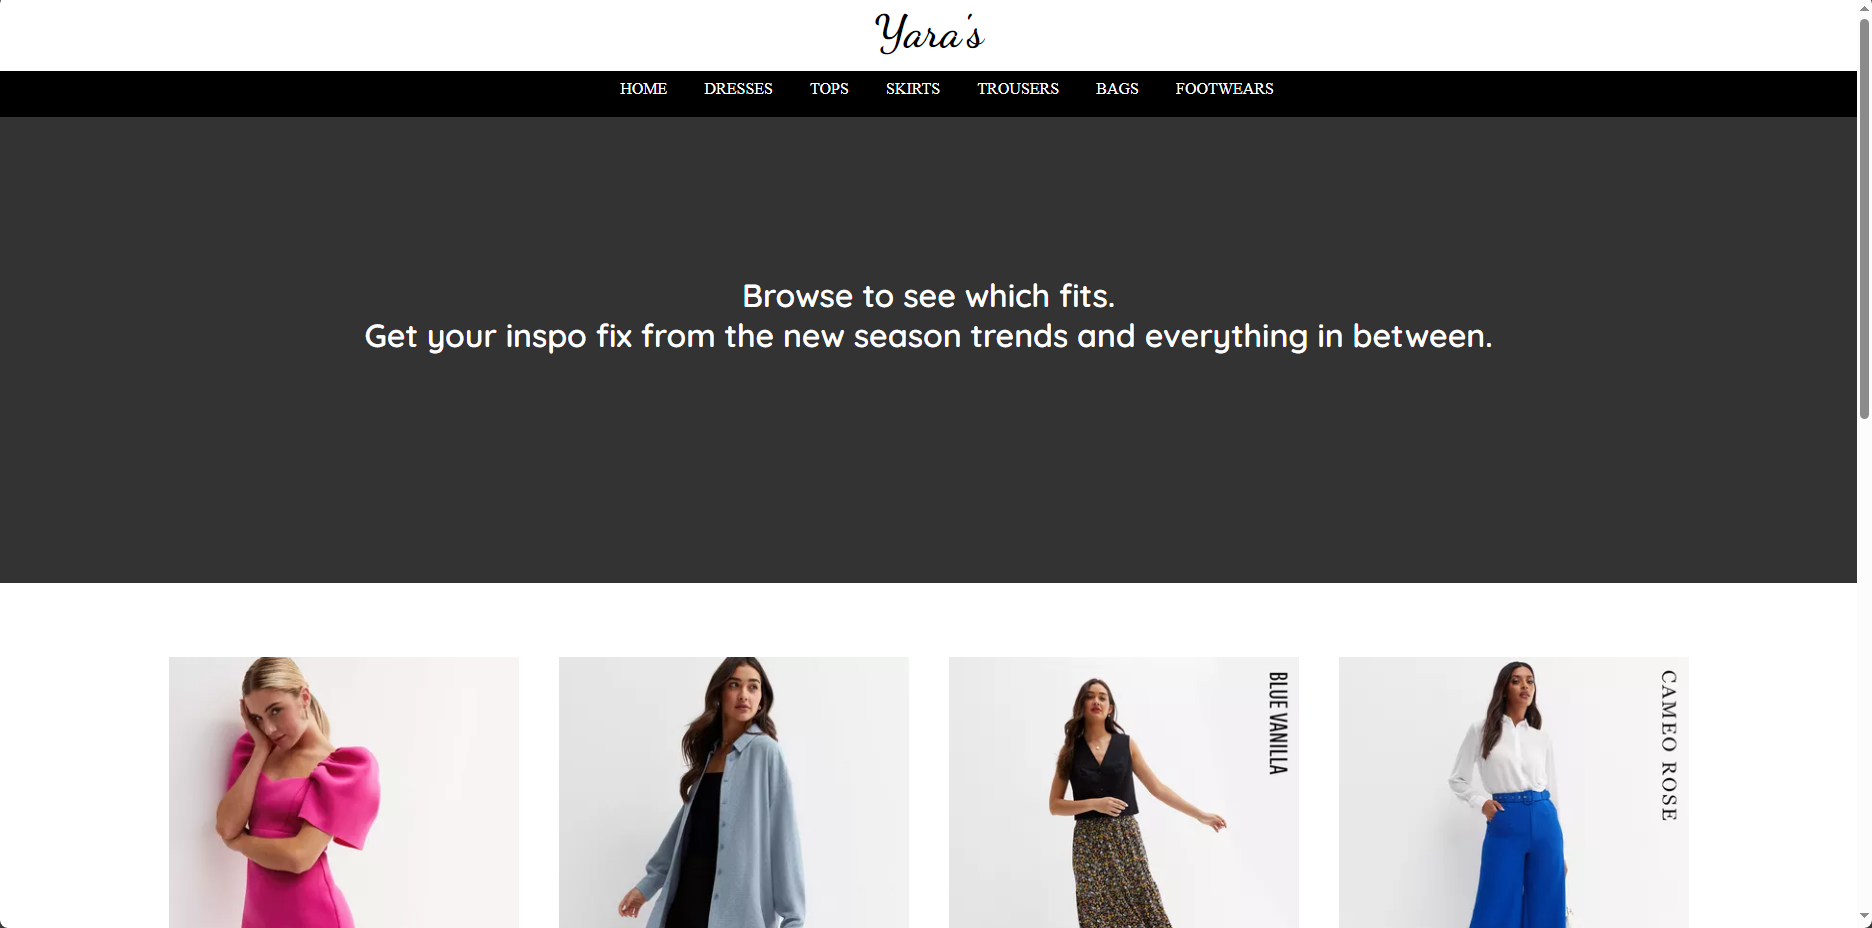 Yara's
HOME DRESSES TOPS SKIRTS TROUSERS BAGS FOOTWEARS
Browse to see which fits.
Get your inspo fix from the new season trends and everything in between.
BLUE VANILLA
CAMEO ROSE